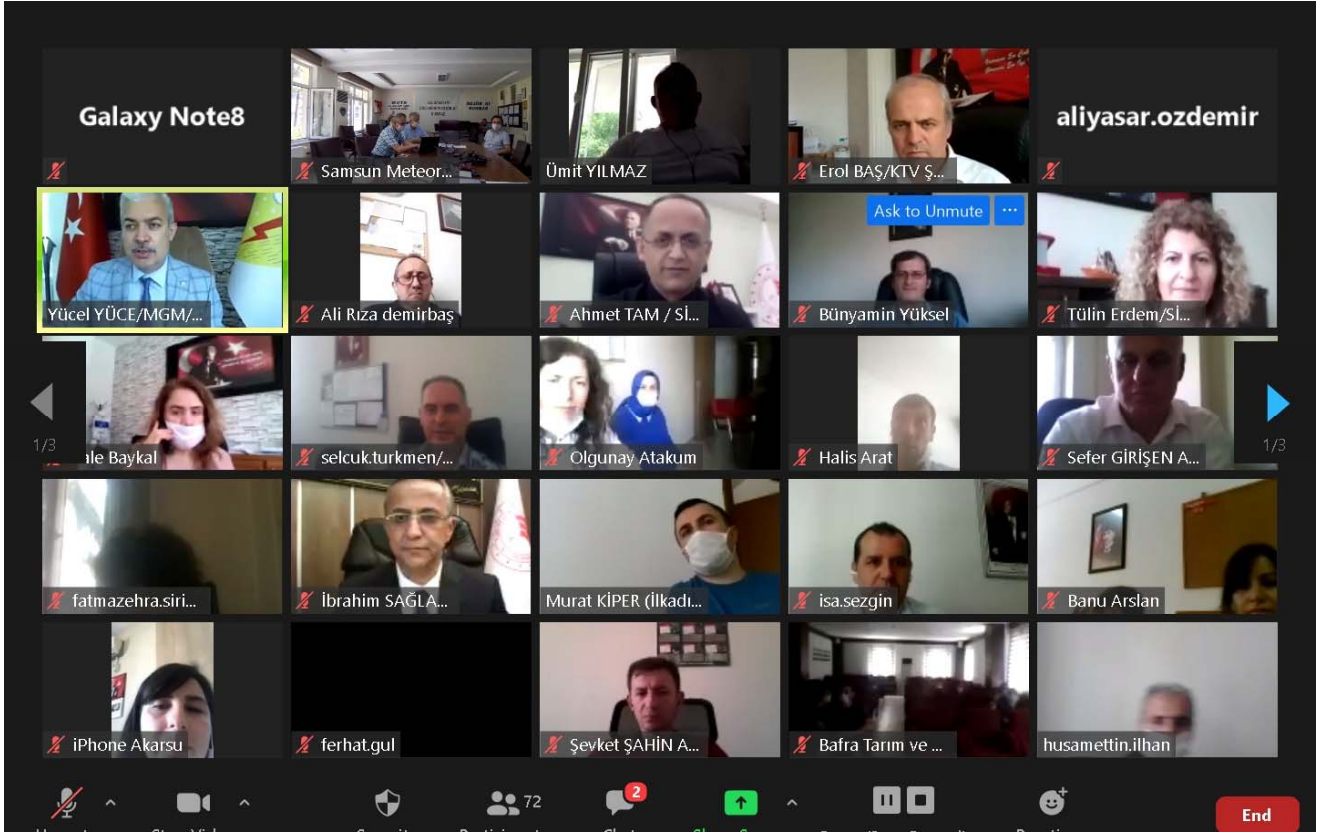 Galaxy Note8
Samsun Meteor...
Ümit YILMAZ
Erol BAŞ/KTV Ş...
aliyasar.ozdemir
Yücel YÜCE/MGM/...
Ali Rıza demirbaş
Ahmet TAM / Sİ...
Ask to Unmute ...
Bünyamin Yüksel
Tülin Erdem/Sİ...
1/3
ale Baykal
selcuk.turkmen/...
Olgunay Atakum
Halis Arat
Sefer GİRİŞEN A...
1/3
fatmazehra.siri...
İbrahim SAĞLA...
Murat KİPER (İlkadı...
isa.sezgin
Banu Arslan
iPhone Akarsu
ferhat.gul
Şevket ŞAHİN A...
Bafra Tarım ve ...
husamettin.ilhan
72
2
End